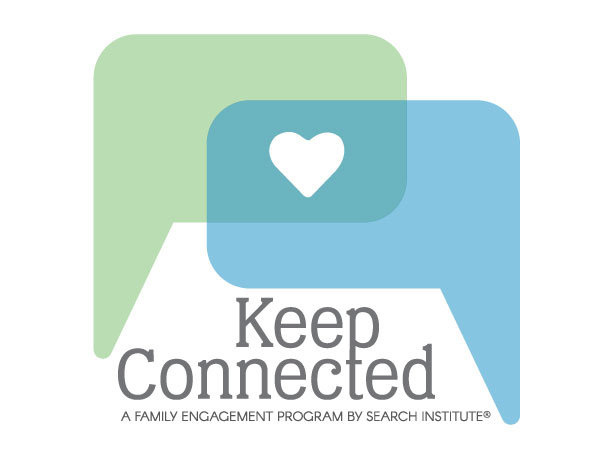 Keep
Connected
A FAMILY ENGAGEMENT PROGRAM BY SEARCH INSTITUTE®